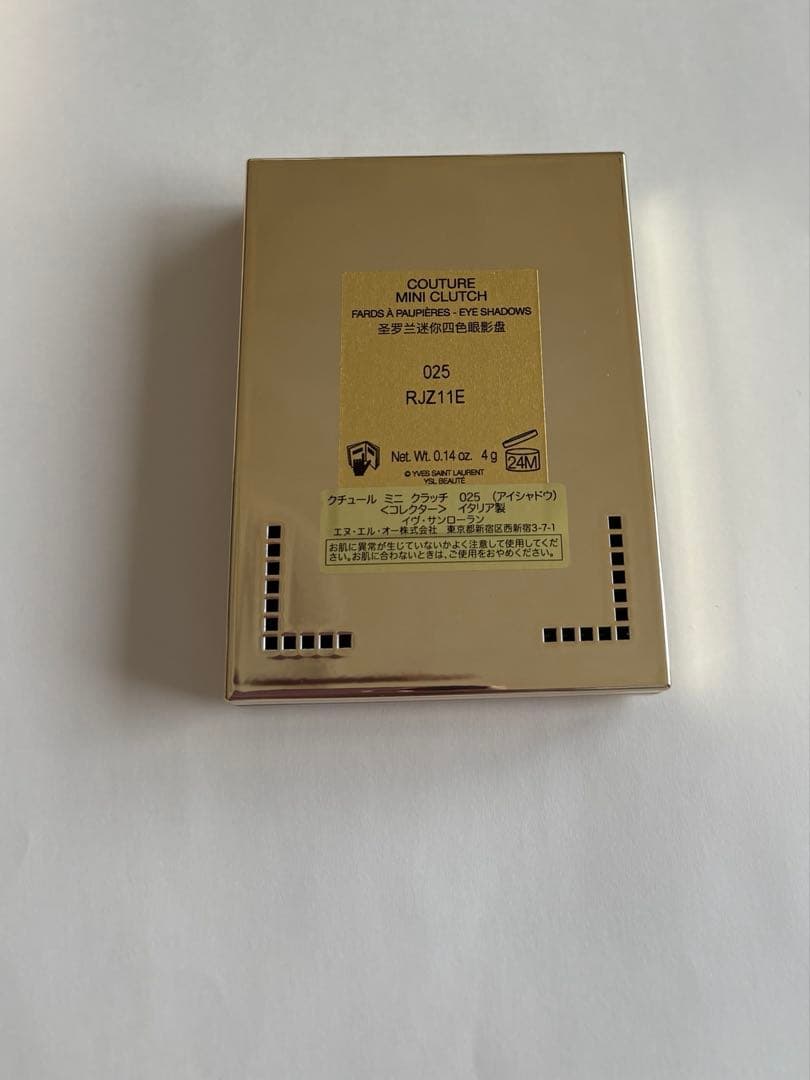 COUTURE
MINI CLUTCH
FARDS À PAUPIÈRES - EYE SHADOWS
圣罗兰迷你四色眼影盘
025
RJZ11E
Net. Wt. 0.14 oz. 4 g
24M
© YVES SAINT LAURENT
YSL BEAUTÉ
クチュール ミニ クラッチ 025 (アイシャドウ)
<コレクター> イタリア製
イヴ・サンローラン
エヌ・エル・オー株式会社 東京都新宿区西新宿3-7-1
お肌に異常が生じていないかよく注意して使用してくだ
さい。お肌に合わないときは、ご使用をおやめください。